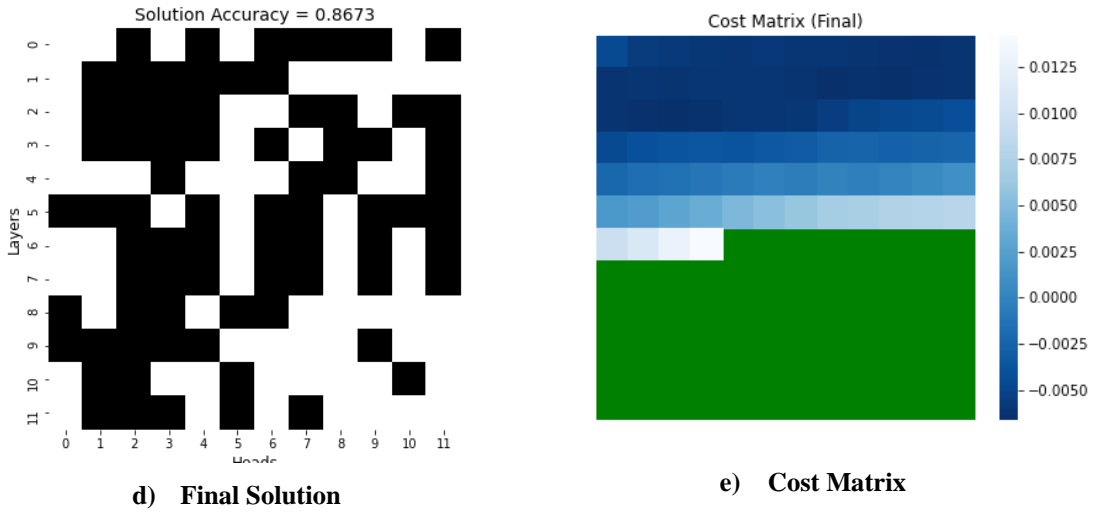 Solution Accuracy = 0.8673
Layers
0
1
2
3
4
5
6
7
8
9
10
11
0 1 2 3 4 5 6 7 8 9 10 11
Heads
d) Final Solution
Cost Matrix (Final)
0.0125
0.0100
0.0075
0.0050
0.0025
0.0000
−0.0025
−0.0050
e) Cost Matrix